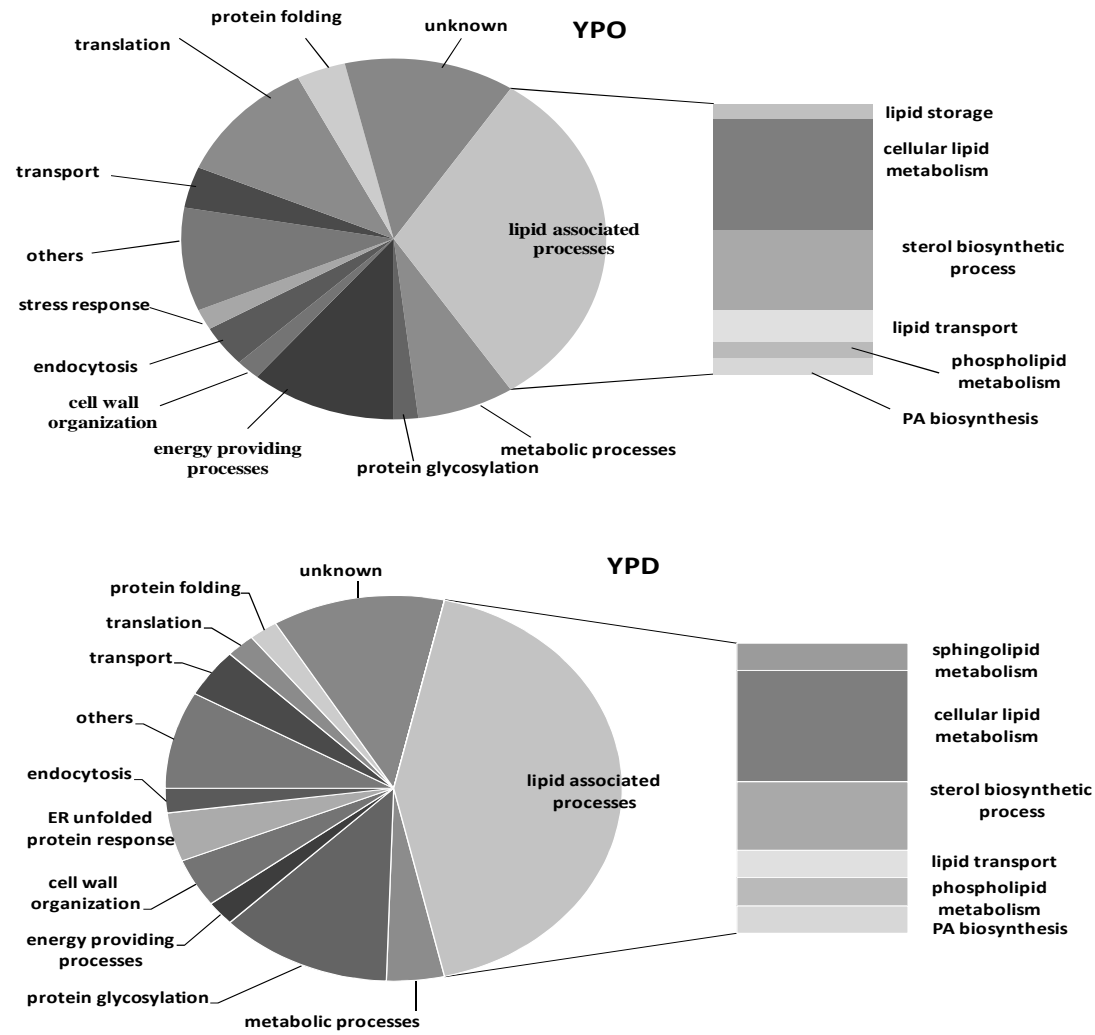 YPO
protein folding
unknown
translation
transport
others
stress response
endocytosis
cell wall
organization
energy providing
processes
protein glycosylation
metabolic processes
lipid associated
processes
lipid storage
cellular lipid
metabolism
sterol biosynthetic
process
lipid transport
phospholipid
metabolism
PA biosynthesis
YPD
unknown
protein folding
translation
transport
others
endocytosis
ER unfolded
protein response
cell wall
organization
energy providing
processes
protein glycosylation
metabolic processes
lipid associated
processes
sphingolipid
metabolism
cellular lipid
metabolism
sterol biosynthetic
process
lipid transport
phospholipid
metabolism
PA biosynthesis